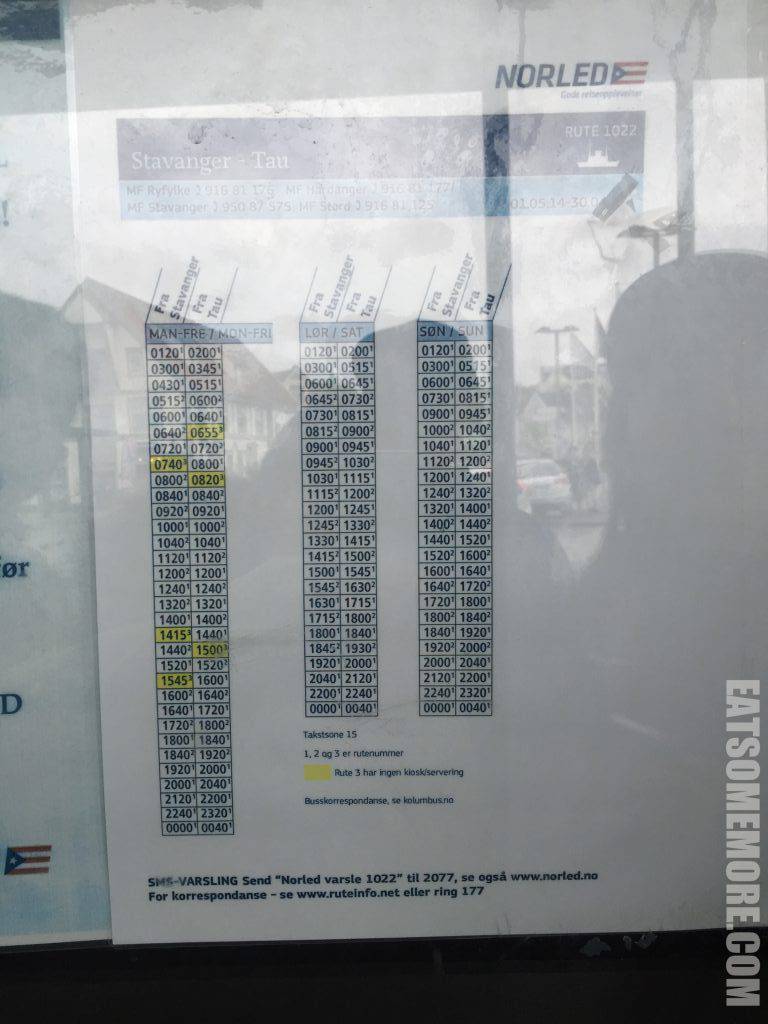 NORLED
Gode reiseopplevelser
RUTE 1022
Stavanger - Tau
MF Ryfylke 916 81 176 MF Hardanger 916 81 177/
MF Stavanger 950 87 575 MF Stord 916 81 125
01.05.14-30.0
Fra Stavanger Fra Tau Fra Stavanger Fra Tau Fra Stavanger Fra Tau
MAN-FRE / MON-FRI LØR / SAT SØN / SUN
0120¹ 0200¹ 0120¹ 0200¹ 0120¹ 0200¹
0300¹ 0345¹ 0300¹ 0515¹ 0300¹ 0515¹
0430¹ 0515¹ 0600¹ 0645¹ 0600¹ 0645¹
0515² 0600² 0645² 0730² 0730¹ 0815¹
0600¹ 0640¹ 0730¹ 0815¹ 0900¹ 0945¹
0640² 0655³ 0815² 0900² 1000² 1040²
0720¹ 0720² 0900¹ 0945¹ 1040¹ 1120¹
0740³ 0800¹ 0945² 1030² 1120² 1200²
0800² 0820³ 1030¹ 1115¹ 1200¹ 1240¹
0840¹ 0840² 1115² 1200² 1240² 1320²
0920² 0920¹ 1200¹ 1245¹ 1320¹ 1400¹
1000¹ 1000² 1245² 1330² 1400² 1440²
1040² 1040¹ 1330¹ 1415¹ 1440¹ 1520¹
1120¹ 1120² 1415² 1500² 1520² 1600²
1200² 1200¹ 1500¹ 1545¹ 1600¹ 1640¹
1240¹ 1240² 1545² 1630² 1640² 1720²
1320² 1320¹ 1630¹ 1715¹ 1720¹ 1800¹
1400¹ 1400² 1715² 1800² 1800² 1840²
1415³ 1440¹ 1800¹ 1840¹ 1840¹ 1920¹
1440² 1500³ 1845² 1930² 1920² 2000²
1520¹ 1520² 1920¹ 2000¹ 2000¹ 2040¹
1545³ 1600¹ 2040¹ 2120¹ 2120¹ 2200¹
1600² 1640² 2200¹ 2240¹ 2240¹ 2320¹
1640¹ 1720¹ 0000¹ 0040¹ 0000¹ 0040¹
1720² 1800²
1800¹ 1840¹
1840² 1920²
1920¹ 2000¹
2000¹ 2040¹
2120¹ 2200¹
2240¹ 2320¹
0000¹ 0040¹
Takstsone 15
1, 2 og 3 er rutenummer
Rute 3 har ingen kiosk/servering
Busskorrespondanse, se kolumbus.no
SMS-VARSLING Send "Norled varsle 1022" til 2077, se også www.norled.no
For korrespondanse - se www.ruteinfo.net eller ring 177
!
ør
D
EATSOMEMORE.COM